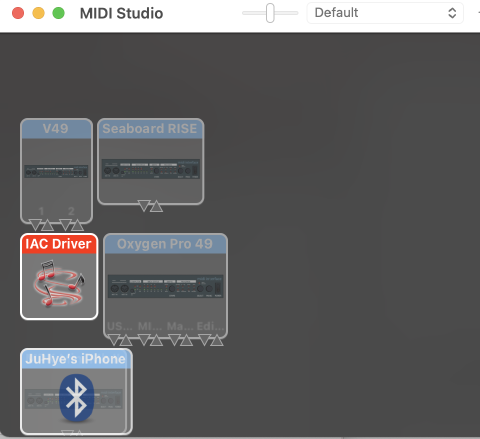 MIDI Studio
Default
V49
Seaboard RISE
1 2
IAC Driver
Oxygen Pro 49
US... MI... Ma... Edi...
JuHye's iPhone